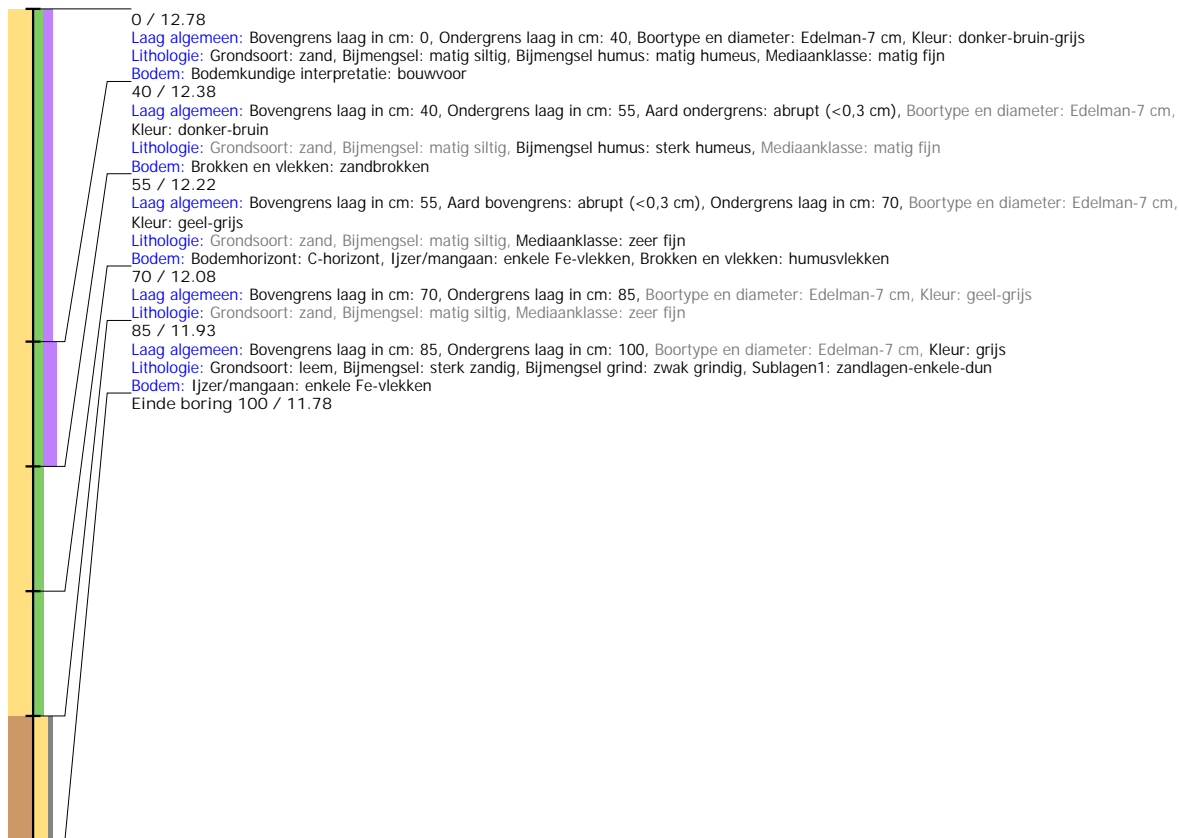 0 / 12.78
Laag algemeen: Bovengrens laag in cm: 0, Ondergrens laag in cm: 40, Boortype en diameter: Edelman-7 cm, Kleur: donker-bruin-grijs
Lithologie: Grondsoort: zand, Bijmengsel: matig siltig, Bijmengsel humus: matig humeus, Mediaanklasse: matig fijn
Bodem: Bodemkundige interpretatie: bouwvoor
40 / 12.38
Laag algemeen: Bovengrens laag in cm: 40, Ondergrens laag in cm: 55, Aard ondergrens: abrupt (<0,3 cm), Boortype en diameter: Edelman-7 cm,
Kleur: donker-bruin
Lithologie: Grondsoort: zand, Bijmengsel: matig siltig, Bijmengsel humus: sterk humeus, Mediaanklasse: matig fijn
Bodem: Brokken en vlekken: zandbrokken
55 / 12.22
Laag algemeen: Bovengrens laag in cm: 55, Aard bovengrens: abrupt (<0,3 cm), Ondergrens laag in cm: 70, Boortype en diameter: Edelman-7 cm,
Kleur: geel-grijs
Lithologie: Grondsoort: zand, Bijmengsel: matig siltig, Mediaanklasse: zeer fijn
Bodem: Bodemhorizont: C-horizont, Ijzer/mangaan: enkele Fe-vlekken, Brokken en vlekken: humusvlekken
70 / 12.08
Laag algemeen: Bovengrens laag in cm: 70, Ondergrens laag in cm: 85, Boortype en diameter: Edelman-7 cm, Kleur: geel-grijs
Lithologie: Grondsoort: zand, Bijmengsel: matig siltig, Mediaanklasse: zeer fijn
85 / 11.93
Laag algemeen: Bovengrens laag in cm: 85, Ondergrens laag in cm: 100, Boortype en diameter: Edelman-7 cm, Kleur: grijs
Lithologie: Grondsoort: leem, Bijmengsel: sterk zandig, Bijmengsel grind: zwak grindig, Sublagen1: zandlagen-enkele-dun
Bodem: Ijzer/mangaan: enkele Fe-vlekken
Einde boring 100 / 11.78